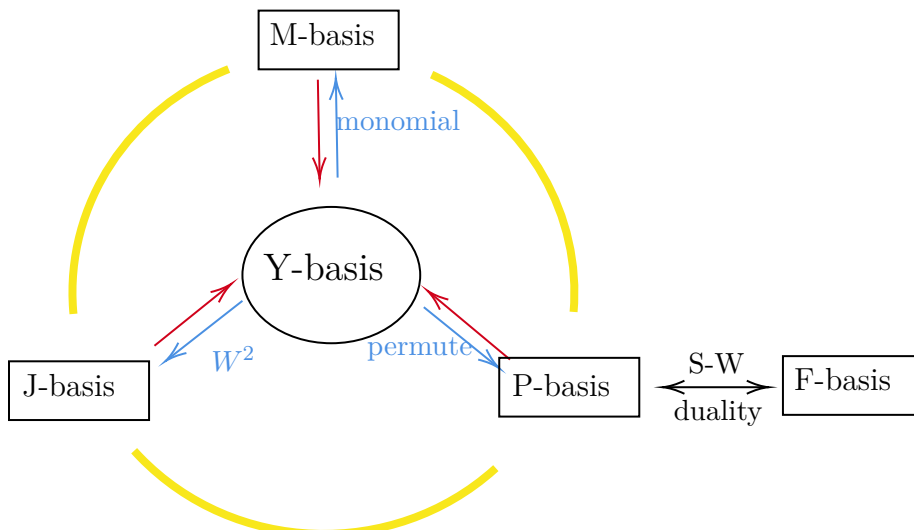 M-basis
monomial
Y-basis
W²
permute
J-basis
P-basis
S-W
duality
F-basis